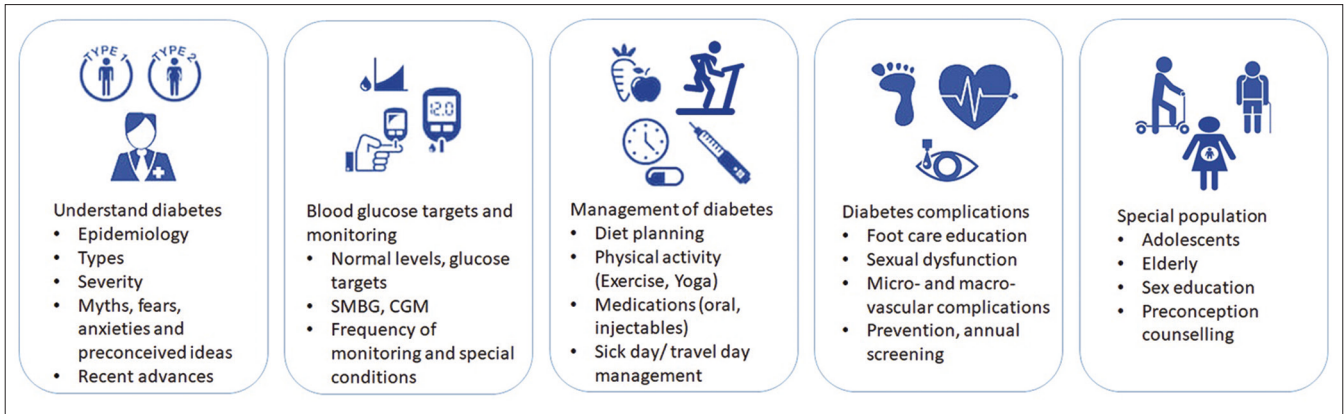 TYPE 1
TYPE 2
Understand diabetes
• Epidemiology
• Types
• Severity
• Myths, fears,
anxieties and
preconceived ideas
• Recent advances
12.0
Blood glucose targets and
monitoring
• Normal levels, glucose
targets
• SMBG, CGM
• Frequency of
monitoring and special
conditions
Management of diabetes
• Diet planning
• Physical activity
(Exercise, Yoga)
• Medications (oral,
injectables)
• Sick day/ travel day
management
Diabetes complications
• Foot care education
• Sexual dysfunction
• Micro- and macro-
vascular complications
• Prevention, annual
screening
Special population
• Adolescents
• Elderly
• Sex education
• Preconception
counselling